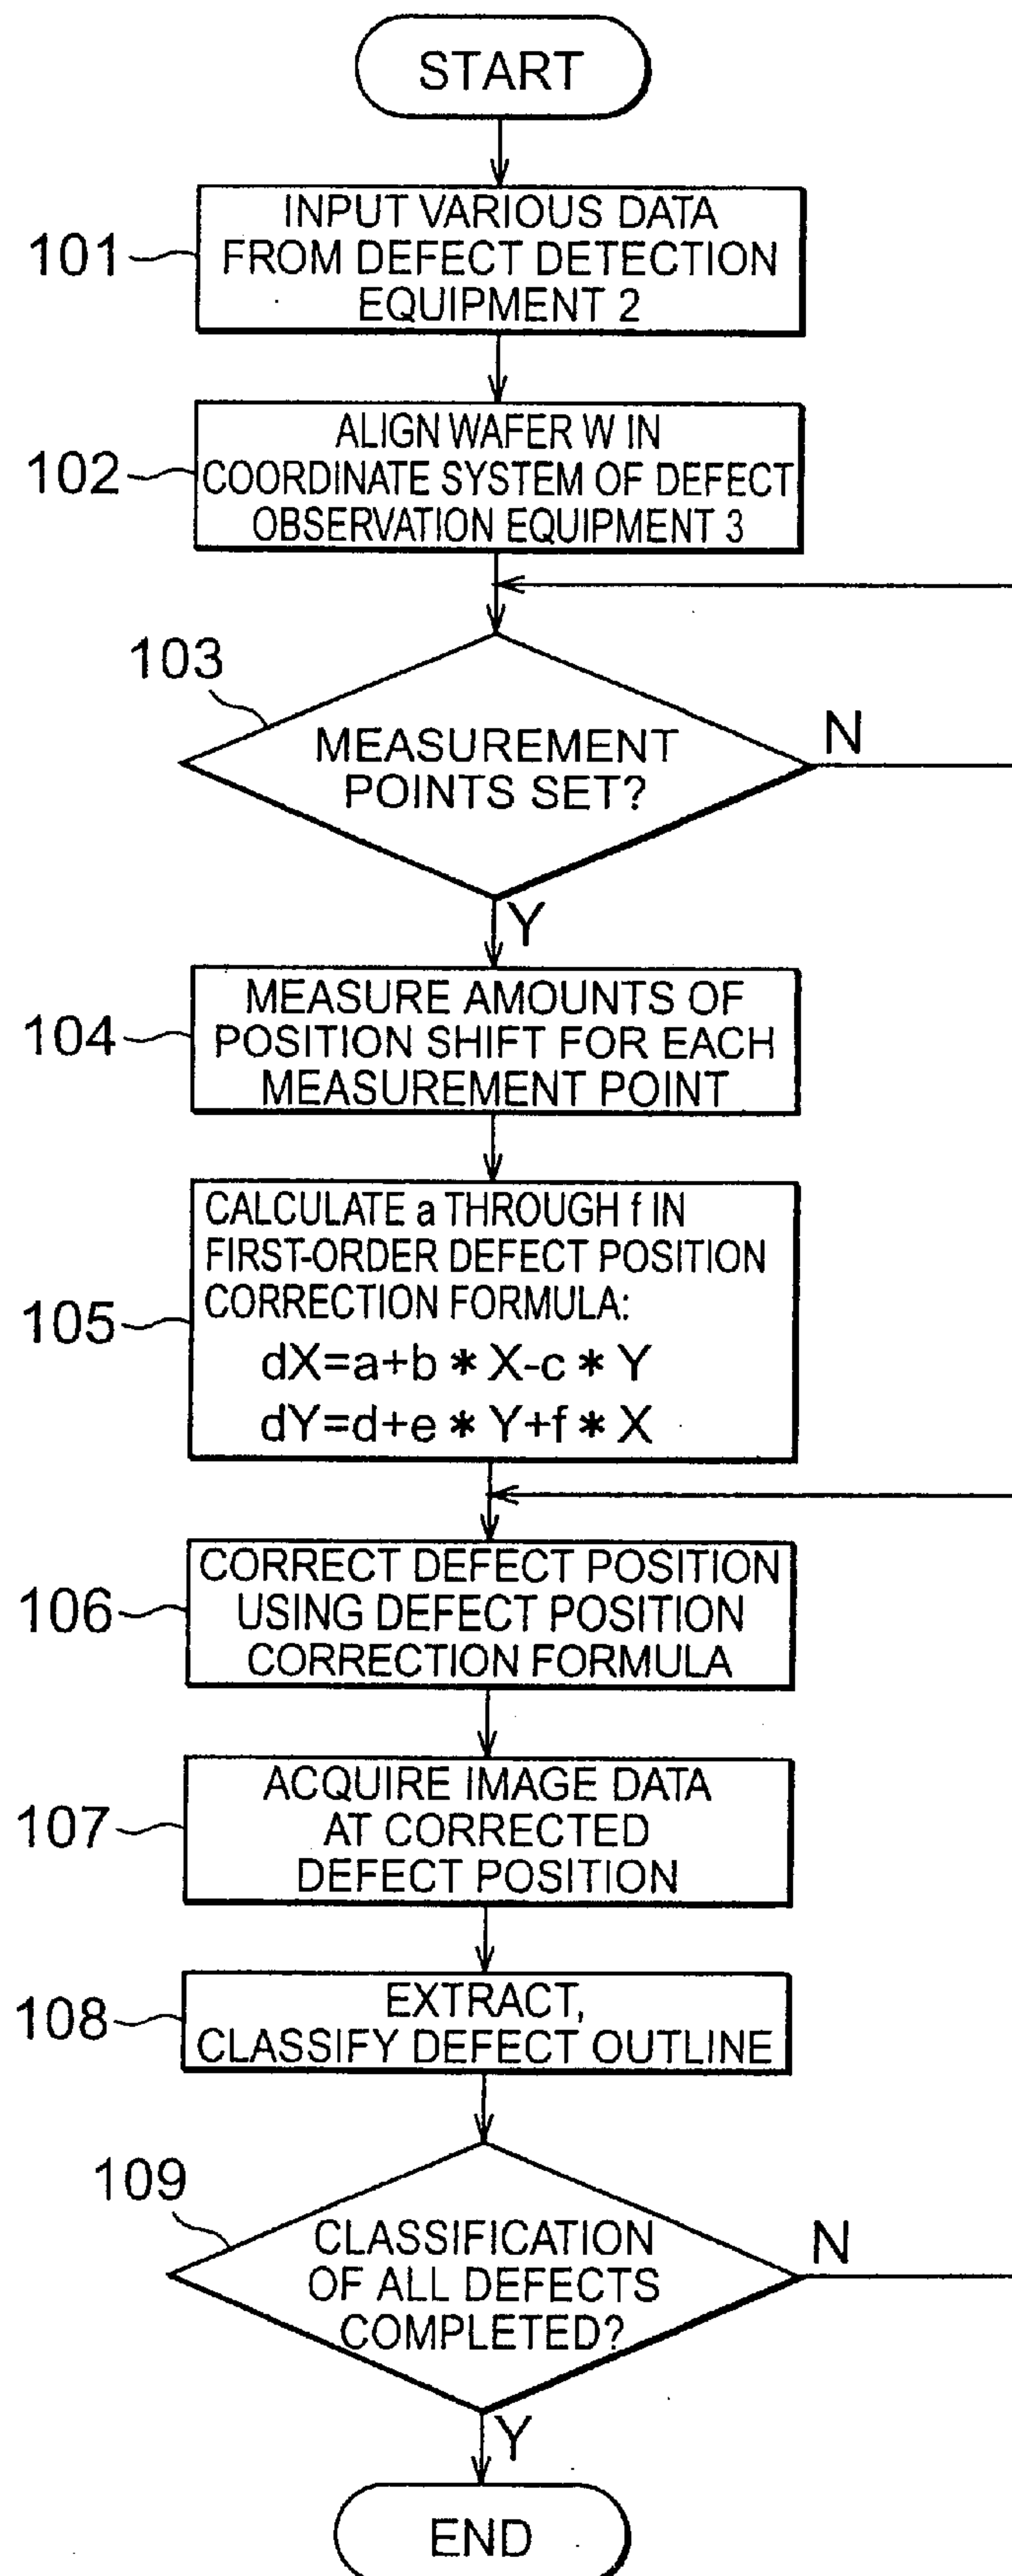 START
101
INPUT VARIOUS DATA
FROM DEFECT DETECTION
EQUIPMENT 2
102
ALIGN WAFER W IN
COORDINATE SYSTEM OF DEFECT
OBSERVATION EQUIPMENT 3
103
MEASUREMENT
POINTS SET?
N
Y
104
MEASURE AMOUNTS OF
POSITION SHIFT FOR EACH
MEASUREMENT POINT
105
CALCULATE a THROUGH f IN
FIRST-ORDER DEFECT POSITION
CORRECTION FORMULA:
dX=a+b * X-c * Y
dY=d+e * Y+f * X
106
CORRECT DEFECT POSITION
USING DEFECT POSITION
CORRECTION FORMULA
107
ACQUIRE IMAGE DATA
AT CORRECTED
DEFECT POSITION
108
EXTRACT,
CLASSIFY DEFECT OUTLINE
109
CLASSIFICATION
OF ALL DEFECTS
COMPLETED?
N
Y
END